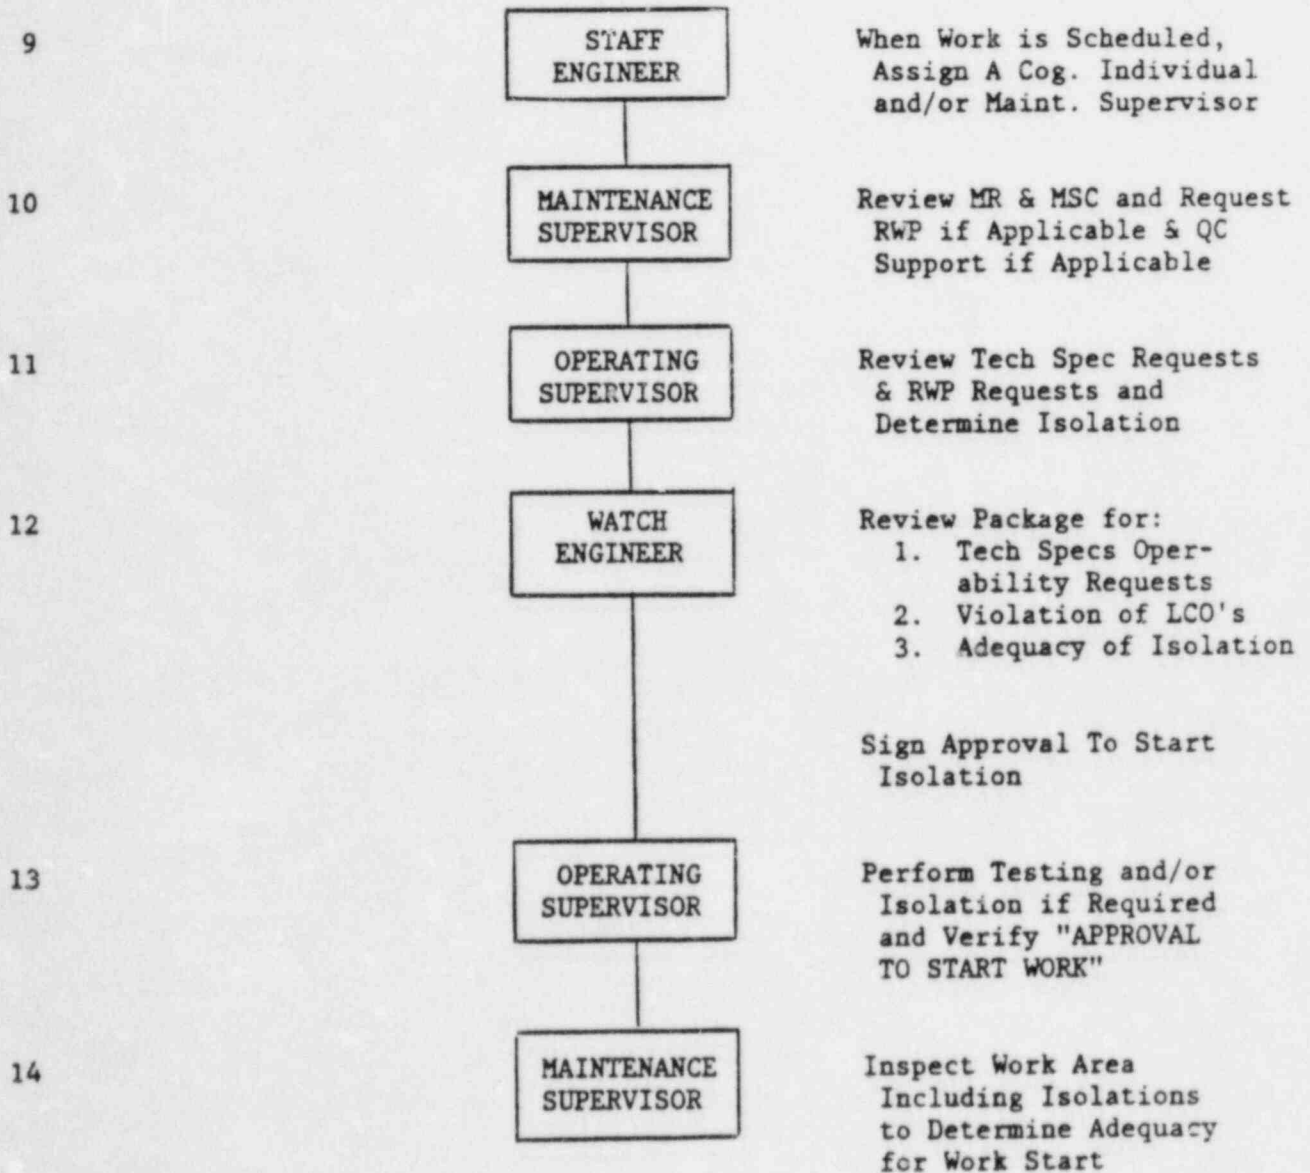 9
STAFF
ENGINEER
When Work is Scheduled,
Assign A Cog. Individual
and/or Maint. Supervisor
10
MAINTENANCE
SUPERVISOR
Review MR & MSC and Request
RWP if Applicable & QC
Support if Applicable
11
OPERATING
SUPERVISOR
Review Tech Spec Requests
& RWP Requests and
Determine Isolation
12
WATCH
ENGINEER
Review Package for:
1. Tech Specs Oper-
ability Requests
2. Violation of LCO's
3. Adequacy of Isolation
Sign Approval To Start
Isolation
13
OPERATING
SUPERVISOR
Perform Testing and/or
Isolation if Required
and Verify "APPROVAL
TO START WORK"
14
MAINTENANCE
SUPERVISOR
Inspect Work Area
Including Isolations
to Determine Adequacy
for Work Start